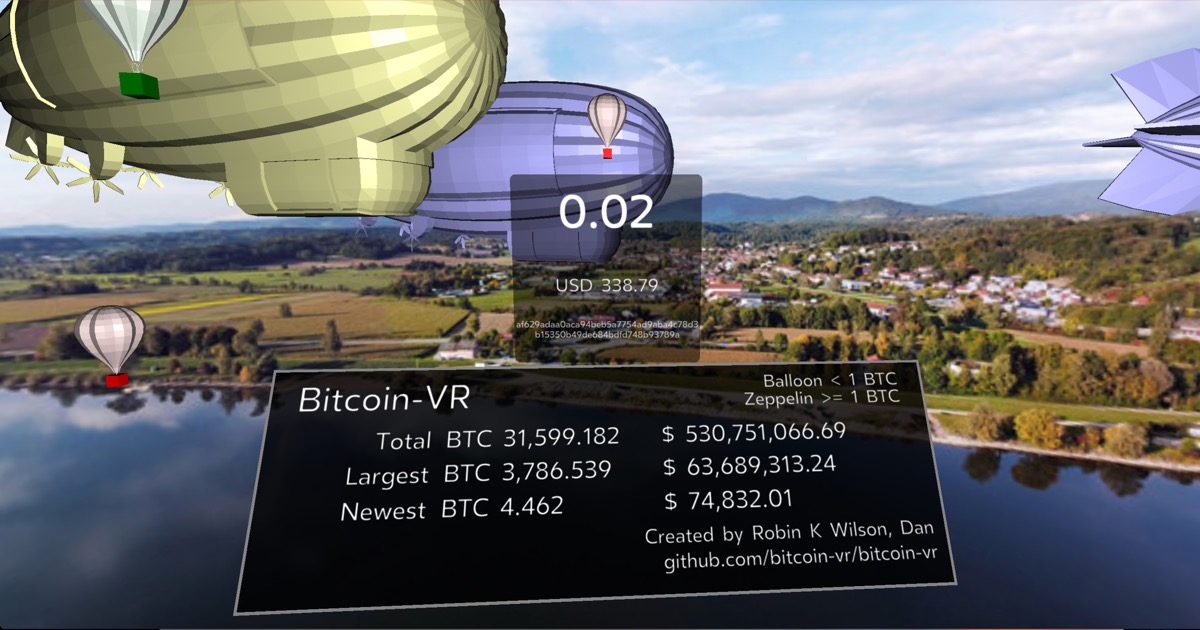 0.02
USD 338.79
af629adaa0aca94beb5a7754ad9aba4c78d3
b15350b49de684bdfd748b93789a
Bitcoin-VR
Balloon < 1 BTC
Zeppelin >= 1 BTC
Total BTC 31,599.182 $ 530,751,066.69
Largest BTC 3,786.539 $ 63,689,313.24
Newest BTC 4.462 $ 74,832.01
Created by Robin K Wilson, Dan
github.com/bitcoin-vr/bitcoin-vr